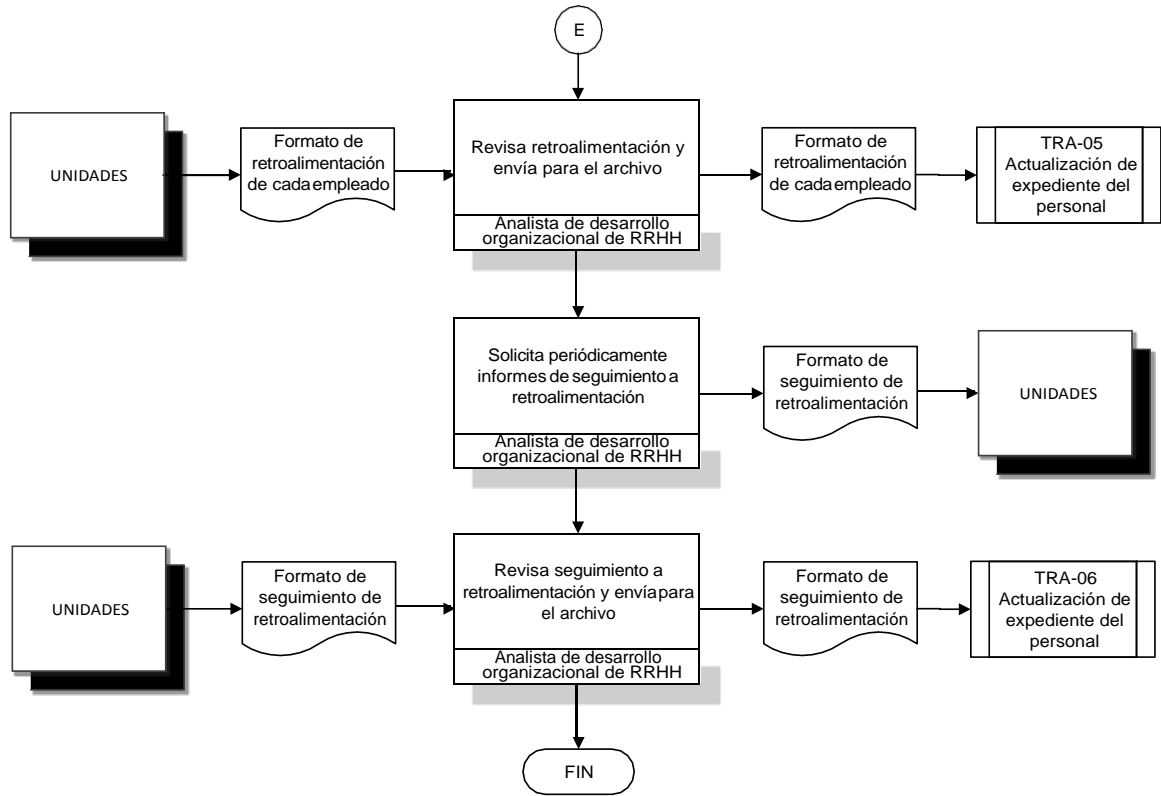 E
UNIDADES
Formato de
retroalimentación
de cada empleado
Revisa retroalimentación y
envía para el archivo
Analista de desarrollo
organizacional de RRHH
Formato de
retroalimentación
de cada empleado
TRA-05
Actualización de
expediente del
personal
Solicita periódicamente
informes de seguimiento a
retroalimentación
Analista de desarrollo
organizacional de RRHH
Formato de
seguimiento de
retroalimentación
UNIDADES
UNIDADES
Formato de
seguimiento de
retroalimentación
Revisa seguimiento a
retroalimentación y envía para
el archivo
Analista de desarrollo
organizacional de RRHH
Formato de
seguimiento de
retroalimentación
TRA-06
Actualización de
expediente del
personal
FIN